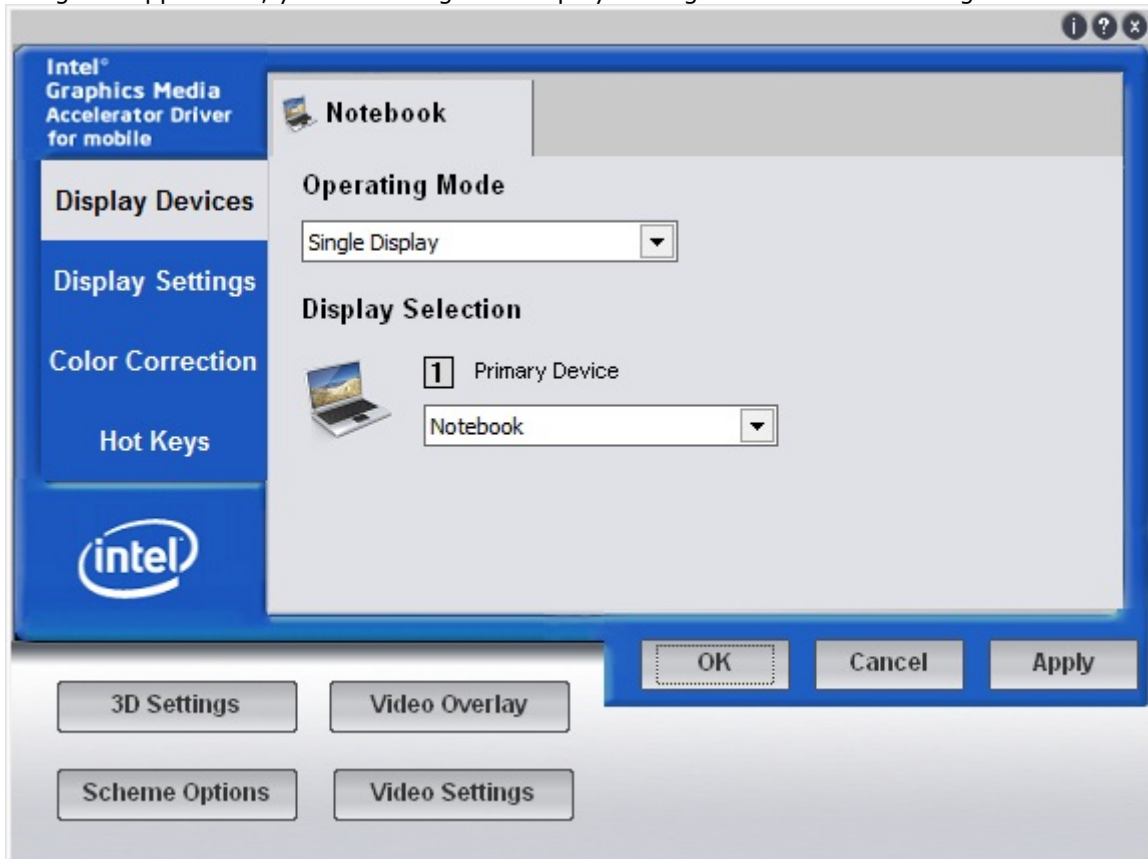 Intel®
Graphics Media
Accelerator Driver
for mobile
Notebook
Display Devices
Display Settings
Color Correction
Hot Keys
Operating Mode
Single Display
Display Selection
1 Primary Device
Notebook
intel
OK Cancel Apply
3D Settings Video Overlay
Scheme Options Video Settings